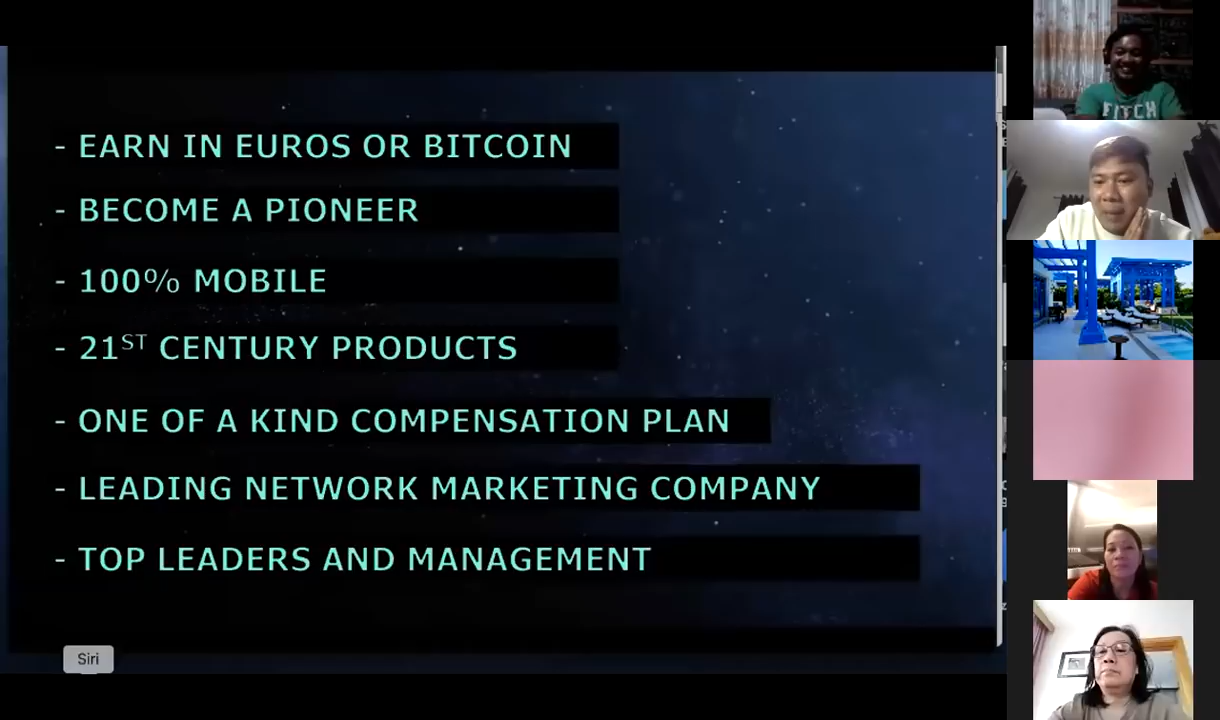 - EARN IN EUROS OR BITCOIN
- BECOME A PIONEER
- 100% MOBILE
- 21ST CENTURY PRODUCTS
- ONE OF A KIND COMPENSATION PLAN
- LEADING NETWORK MARKETING COMPANY
- TOP LEADERS AND MANAGEMENT
Siri
FITCH